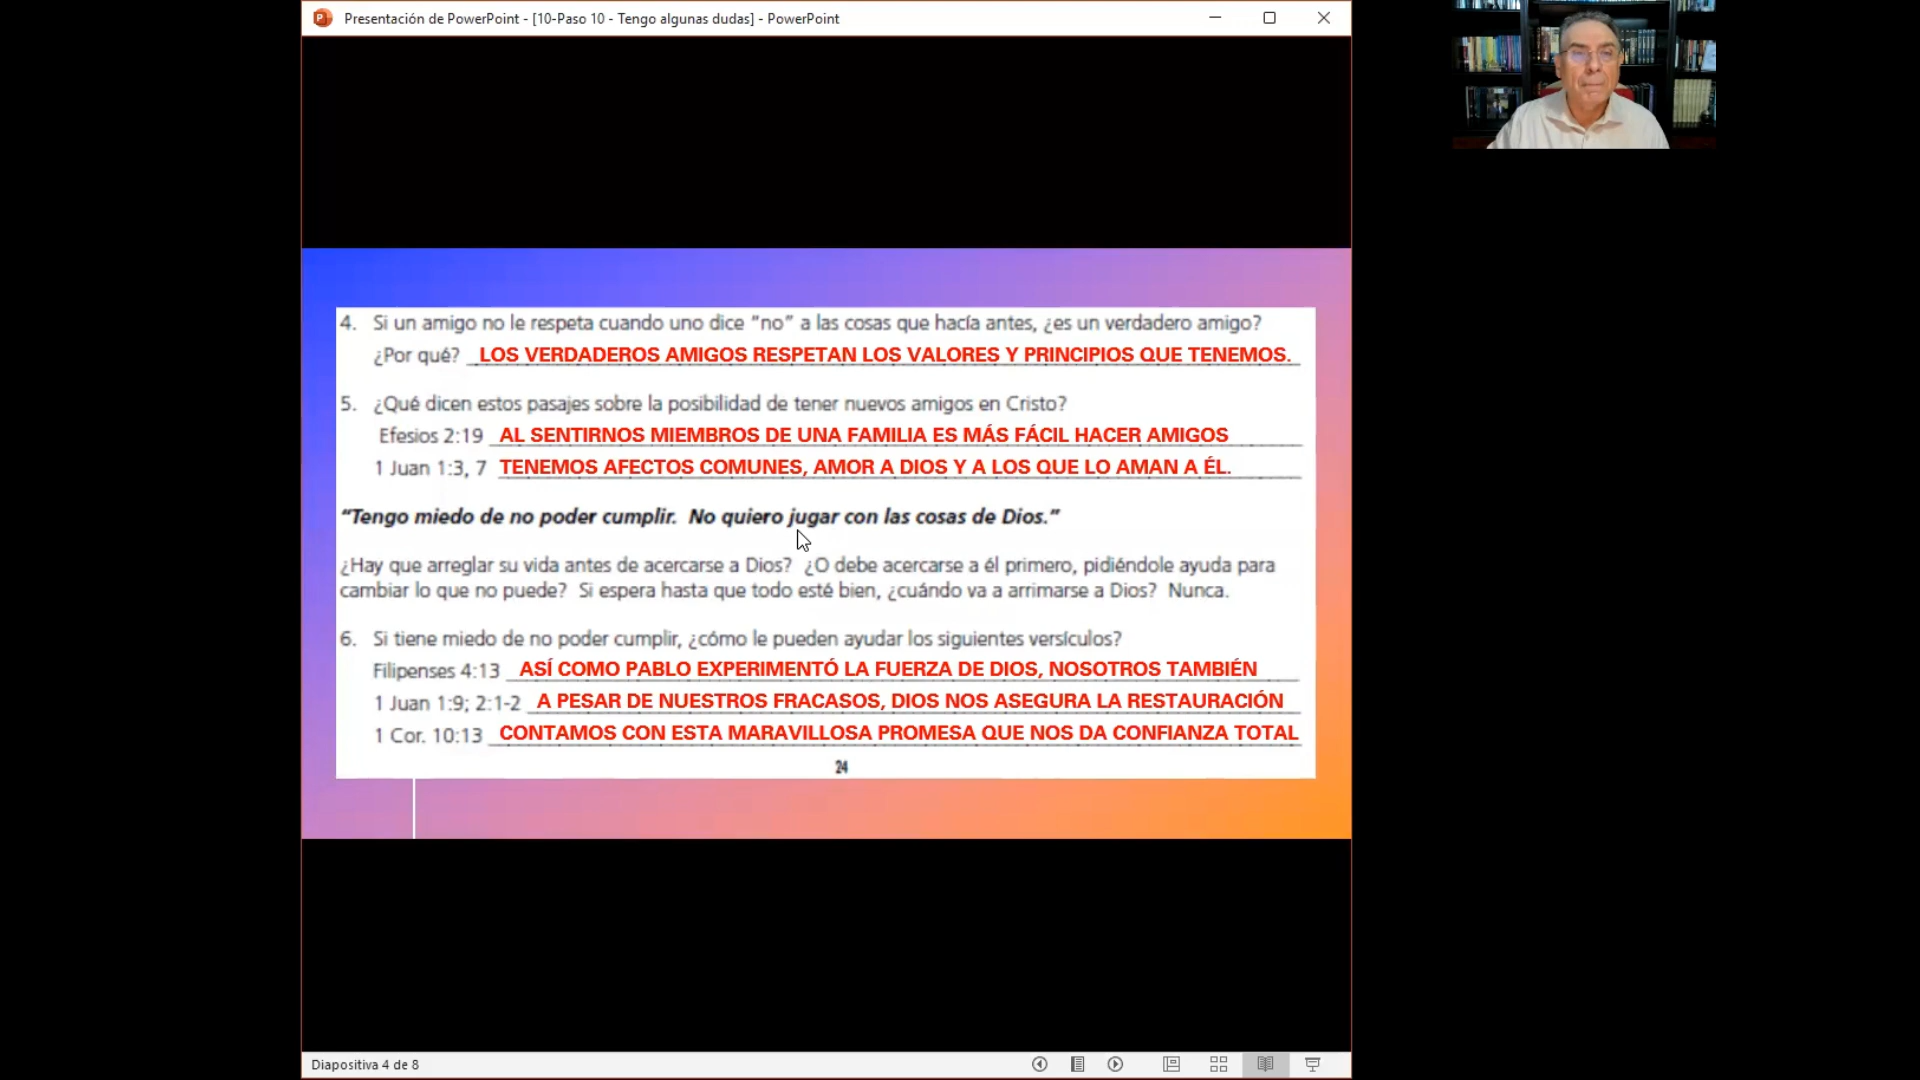 Presentación de PowerPoint - [10-Paso 10 - Tengo algunas dudas] - PowerPoint
4. Si un amigo no le respeta cuando uno dice "no" a las cosas que hacía antes, ¿es un verdadero amigo?
¿Por qué? LOS VERDADEROS AMIGOS RESPETAN LOS VALORES Y PRINCIPIOS QUE TENEMOS.
5. ¿Qué dicen estos pasajes sobre la posibilidad de tener nuevos amigos en Cristo?
Efesios 2:19 AL SENTIRNOS MIEMBROS DE UNA FAMILIA ES MÁS FÁCIL HACER AMIGOS
1 Juan 1:3, 7 TENEMOS AFECTOS COMUNES, AMOR A DIOS Y A LOS QUE LO AMAN A ÉL.
"Tengo miedo de no poder cumplir. No quiero jugar con las cosas de Dios."
¿Hay que arreglar su vida antes de acercarse a Dios? ¿O debe acercarse a él primero, pidiéndole ayuda para
cambiar lo que no puede? Si espera hasta que todo esté bien, ¿cuándo va a arrimarse a Dios? Nunca.
6. Si tiene miedo de no poder cumplir, ¿cómo le pueden ayudar los siguientes versículos?
Filipenses 4:13 ASÍ COMO PABLO EXPERIMENTÓ LA FUERZA DE DIOS, NOSOTROS TAMBIÉN
1 Juan 1:9; 2:1-2 A PESAR DE NUESTROS FRACASOS, DIOS NOS ASEGURA LA RESTAURACIÓN
1 Cor. 10:13 CONTAMOS CON ESTA MARAVILLOSA PROMESA QUE NOS DA CONFIANZA TOTAL
24
Diapositiva 4 de 8